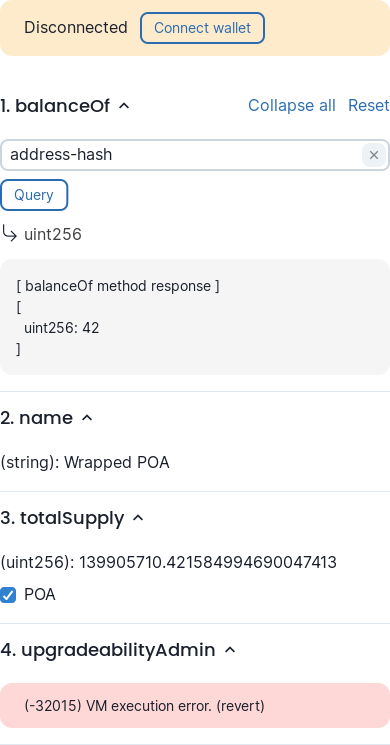 Disconnected Connect wallet
1. balanceOf Collapse all Reset
address-hash
Query
uint256
[ balanceOf method response ]
[
uint256: 42
]
2. name
(string): Wrapped POA
3. totalSupply
(uint256): 139905710.421584994690047413
POA
4. upgradeabilityAdmin
(-32015) VM execution error. (revert)